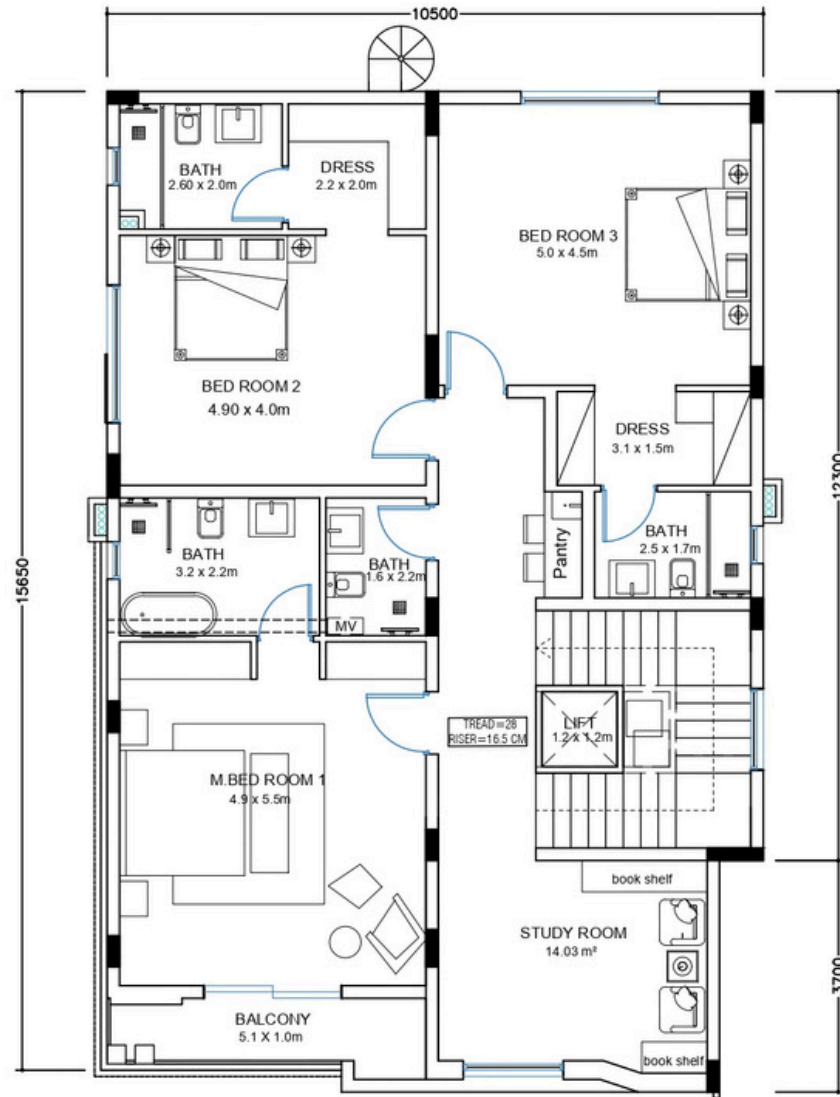 10500
BATH
2.60 x 2.0m
DRESS
2.2 x 2.0m
BED ROOM 3
5.0 x 4.5m
BED ROOM 2
4.90 x 4.0m
DRESS
3.1 x 1.5m
12300
15650
BATH
3.2 x 2.2m
BATH
1.6 x 2.2m
Pantry
BATH
2.5 x 1.7m
MV
TREAD=28
RISER=16.5 CM
LIFT
1.2 x 1.2m
M.BED ROOM 1
4.9 x 5.5m
book shelf
STUDY ROOM
14.03 m²
3700
BALCONY
5.1 X 1.0m
book shelf